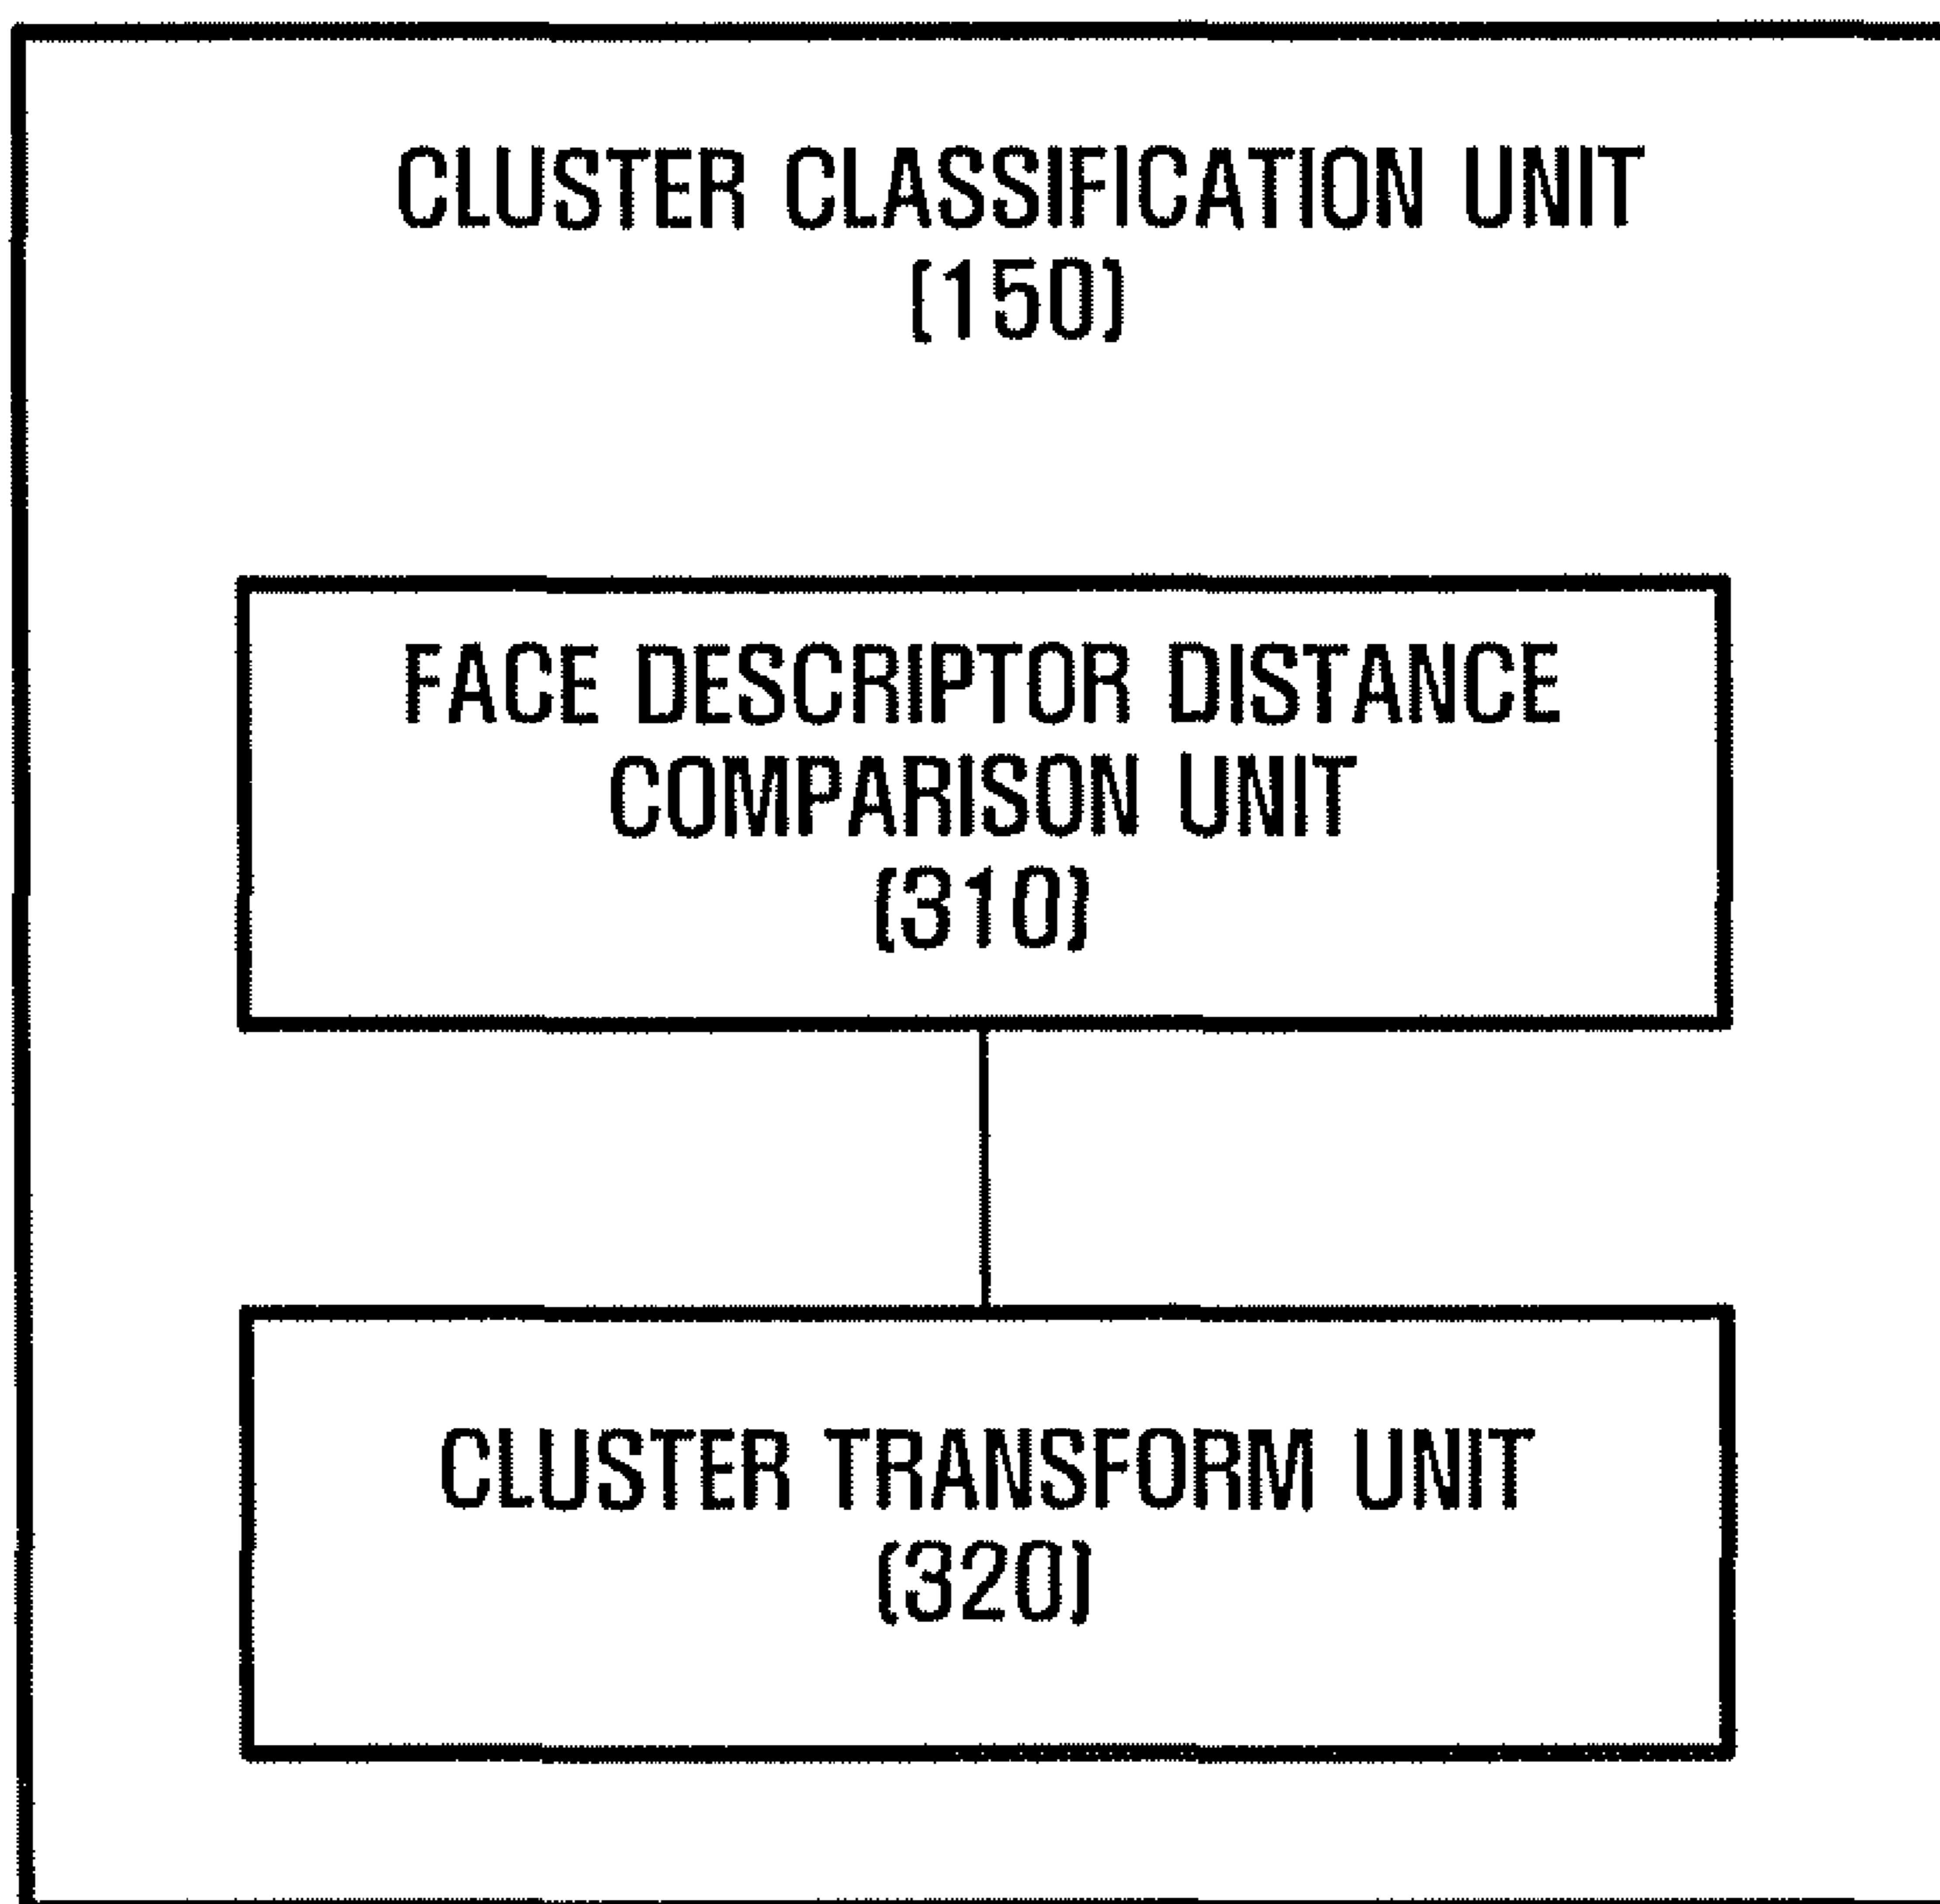 CLUSTER CLASSIFICATION UNIT
(150)
FACE DESCRIPTOR DISTANCE
COMPARISON UNIT
(310)
CLUSTER TRANSFORM UNIT
(320)